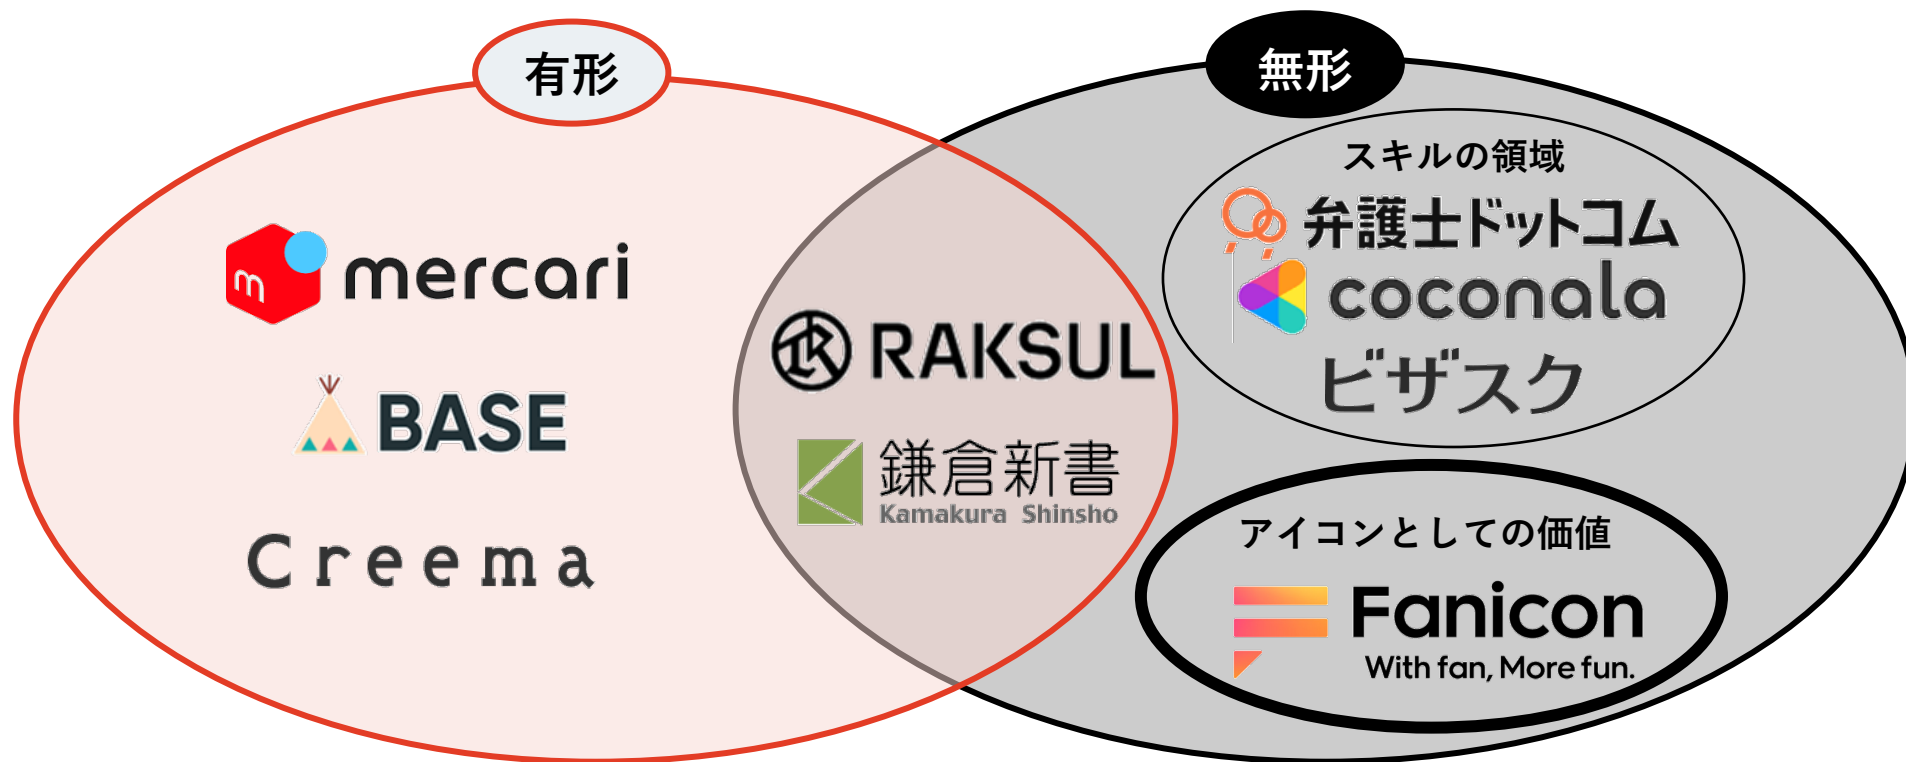 有形
m mercari
BASE
Creema
RAKSUL
鎌倉新書
Kamakura Shinsho
無形
スキルの領域
弁護士ドットコム
coconala
ビザスク
アイコンとしての価値
Fanicon
With fan, More fun.